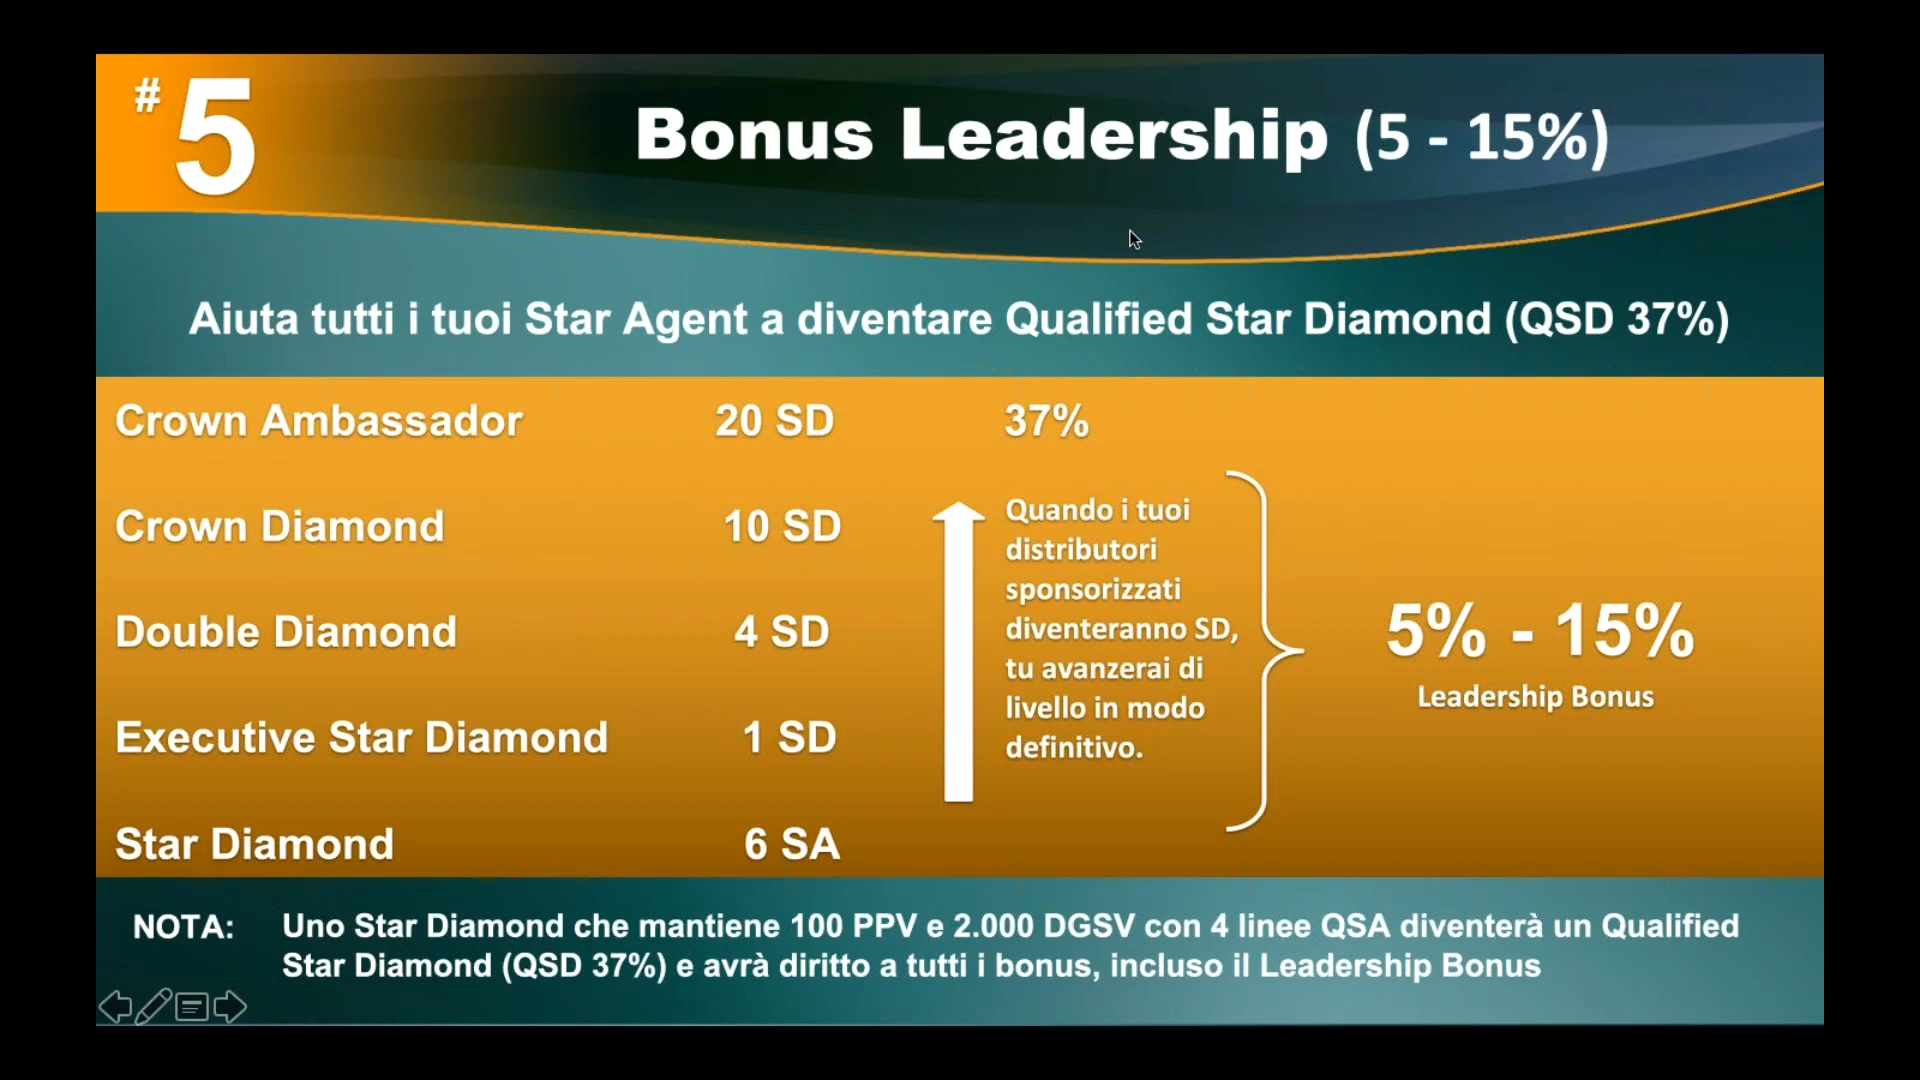 #5
Bonus Leadership (5 - 15%)
Aiuta tutti i tuoi Star Agent a diventare Qualified Star Diamond (QSD 37%)
Crown Ambassador 20 SD 37%
Crown Diamond 10 SD
Double Diamond 4 SD
Executive Star Diamond 1 SD
Star Diamond 6 SA
Quando i tuoi
distributori
sponsorizzati
diventeranno SD,
tu avanzerai di
livello in modo
definitivo.
5% - 15%
Leadership Bonus
NOTA: Uno Star Diamond che mantiene 100 PPV e 2.000 DGSV con 4 linee QSA diventerà un Qualified
Star Diamond (QSD 37%) e avrà diritto a tutti i bonus, incluso il Leadership Bonus